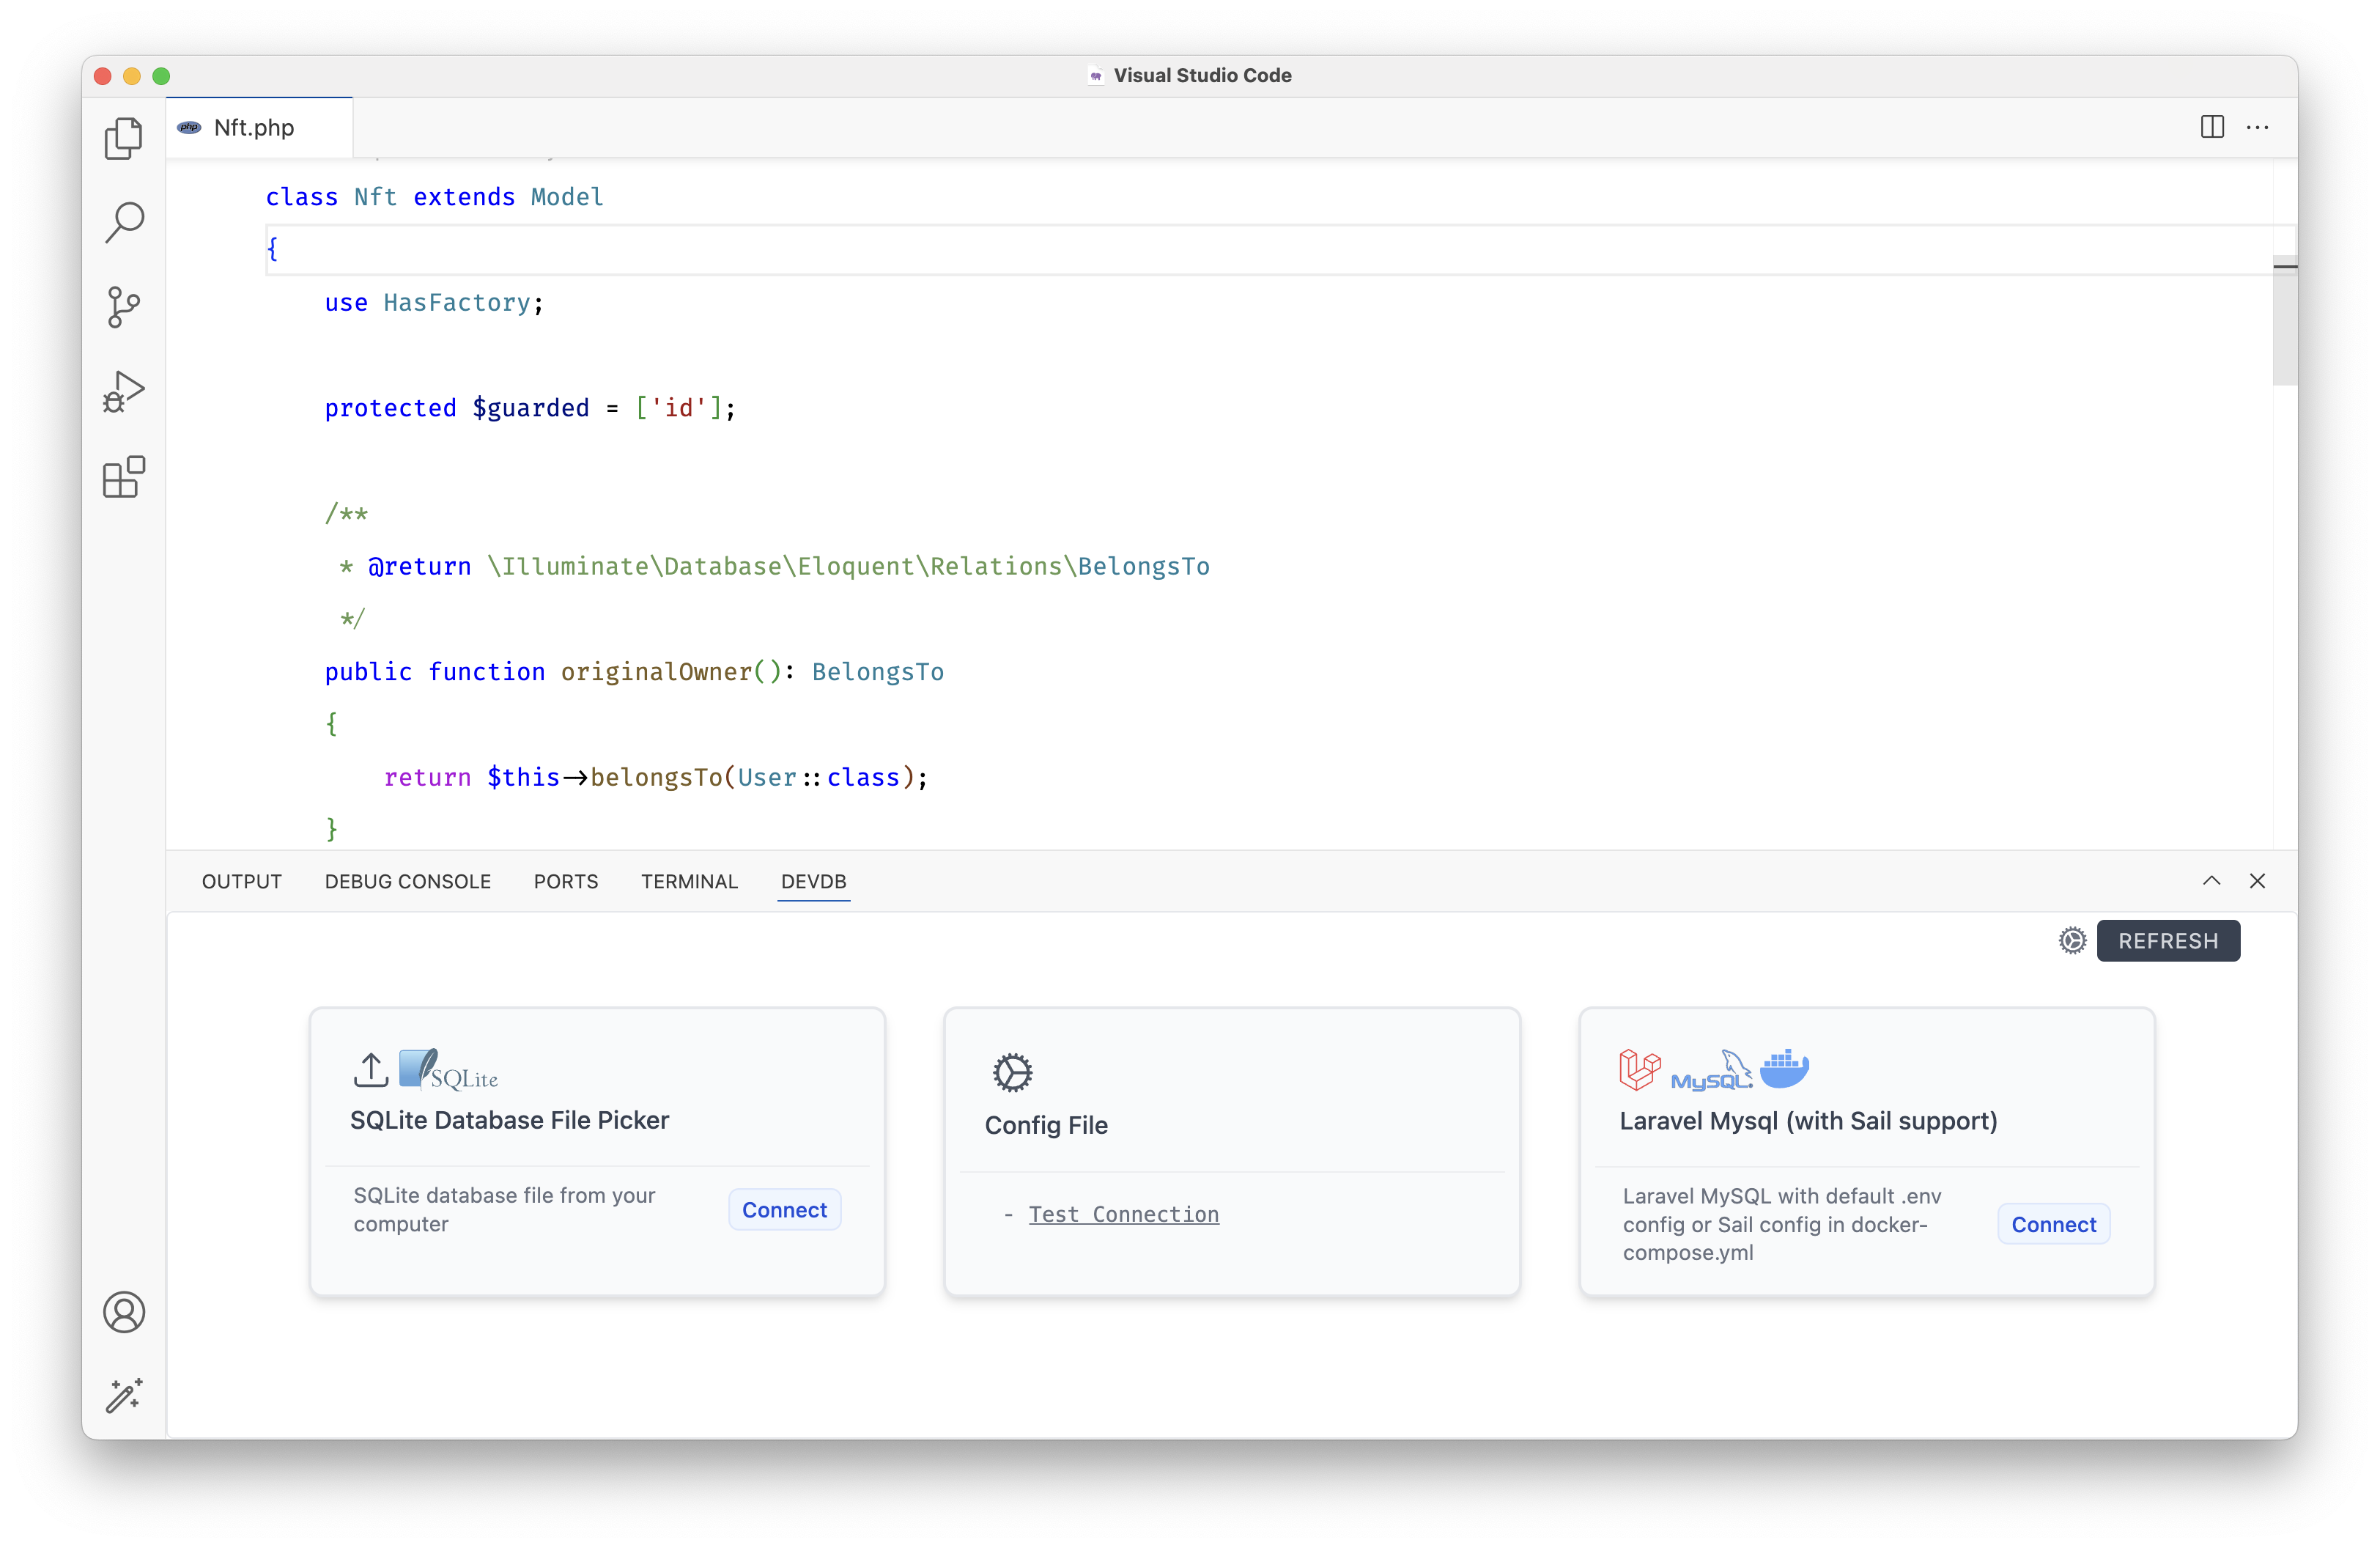 Visual Studio Code
php Nft.php
class Nft extends Model
{
use HasFactory;
protected $guarded = ['id'];
/**
* @return \Illuminate\Database\Eloquent\Relations\BelongsTo
*/
public function originalOwner(): BelongsTo
{
return $this->belongsTo(User::class);
}
OUTPUT DEBUG CONSOLE PORTS TERMINAL DEVDB
REFRESH
SQLite
SQLite Database File Picker
SQLite database file from your
computer
Connect
Config File
- Test Connection
MySQL
Laravel Mysql (with Sail support)
Laravel MySQL with default .env
config or Sail config in docker-
compose.yml
Connect